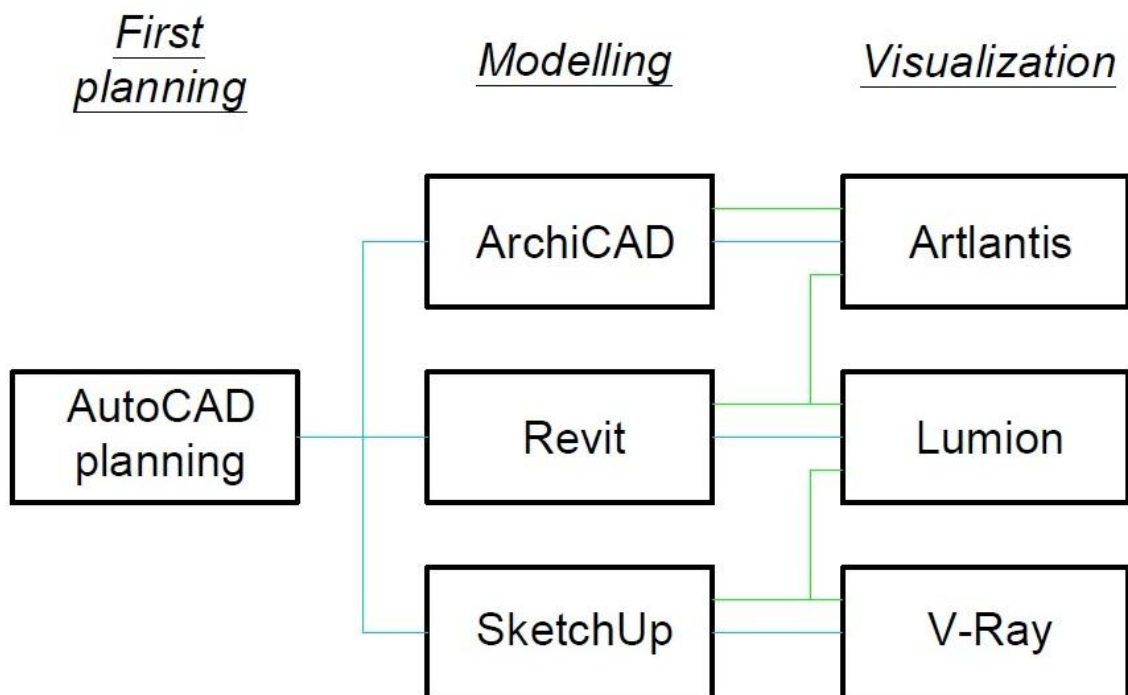 First
planning
Modelling
Visualization
ArchiCAD
Artlantis
AutoCAD
planning
Revit
Lumion
SketchUp
V-Ray